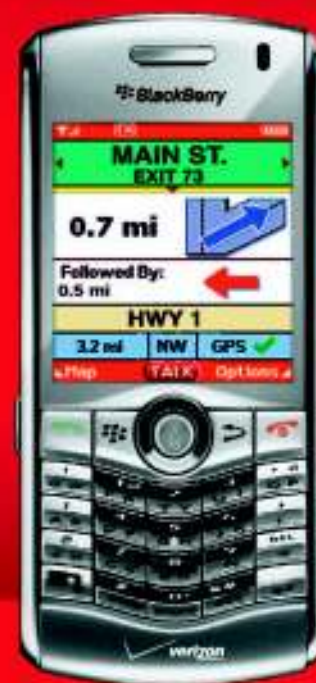 BlackBerry
MAIN ST.
EXIT 73
0.7 mi
Followed By:
0.5 mi
HWY 1
3.2 mi NW GPS
Map TALK Options
verizon